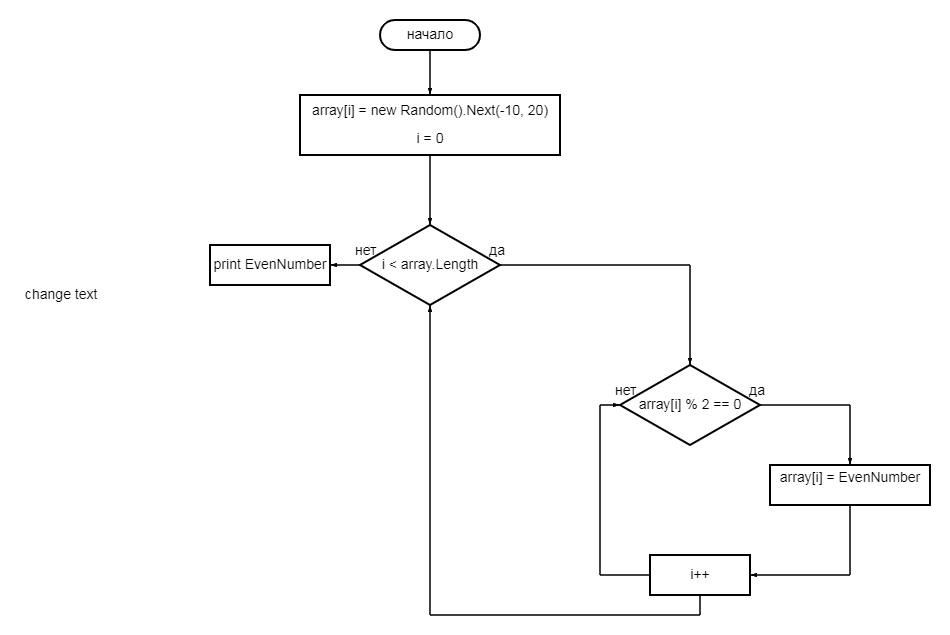 начало
array[i] = new Random().Next(-10, 20)
i = 0
нет
да
i < array.Length
print EvenNumber
change text
нет
да
array[i] % 2 == 0
array[i] = EvenNumber
i++